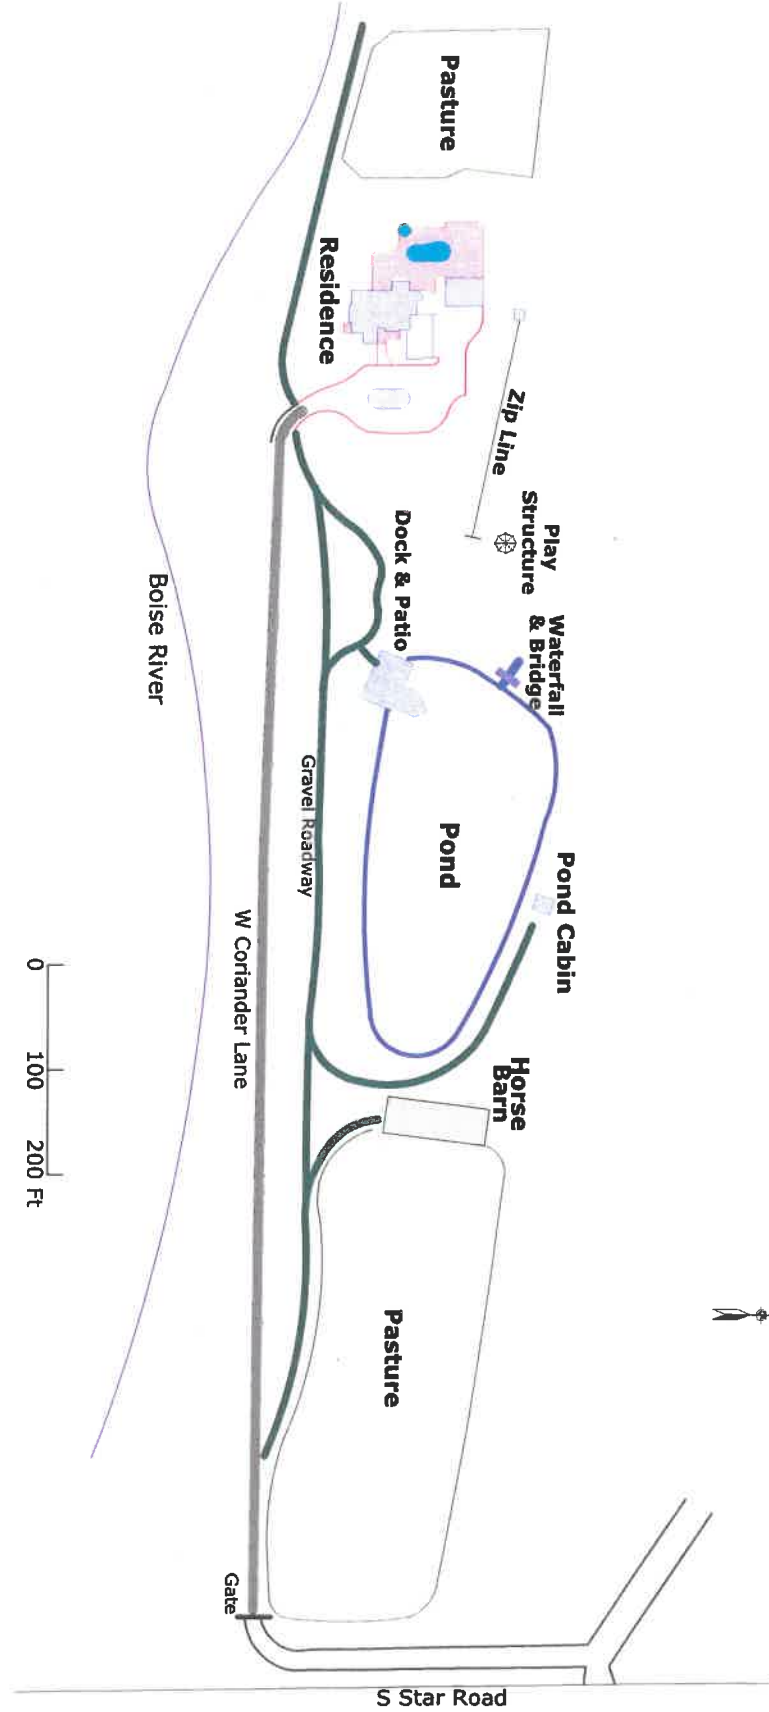 Pasture
Residence
Zip Line
Play
Structure
Dock & Patio
Waterfall
& Bridge
Boise River
Gravel Roadway
Pond
Pond Cabin
W Coriander Lane
0
100
200 Ft
Horse
Barn
Pasture
Gate
S Star Road